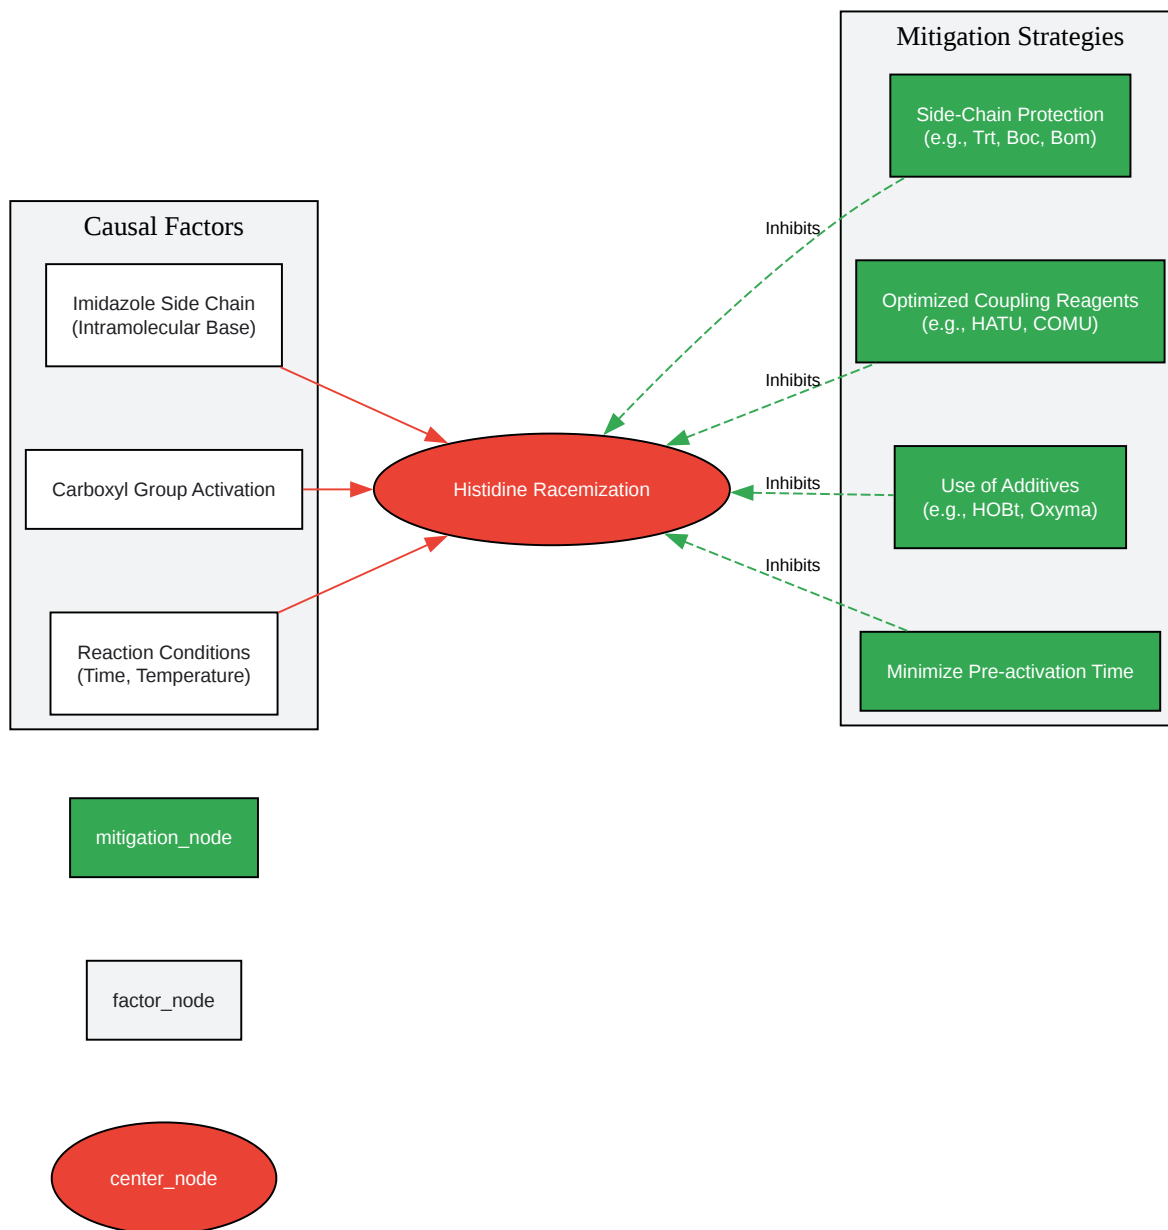 Causal Factors
Imidazole Side Chain
(Intramolecular Base)
Carboxyl Group Activation
Reaction Conditions
(Time, Temperature)
Histidine Racemization
Inhibits
Inhibits
Inhibits
Inhibits
Mitigation Strategies
Side-Chain Protection
(e.g., Trt, Boc, Bom)
Optimized Coupling Reagents
(e.g., HATU, COMU)
Use of Additives
(e.g., HOBt, Oxyma)
Minimize Pre-activation Time
mitigation_node
factor_node
center_node